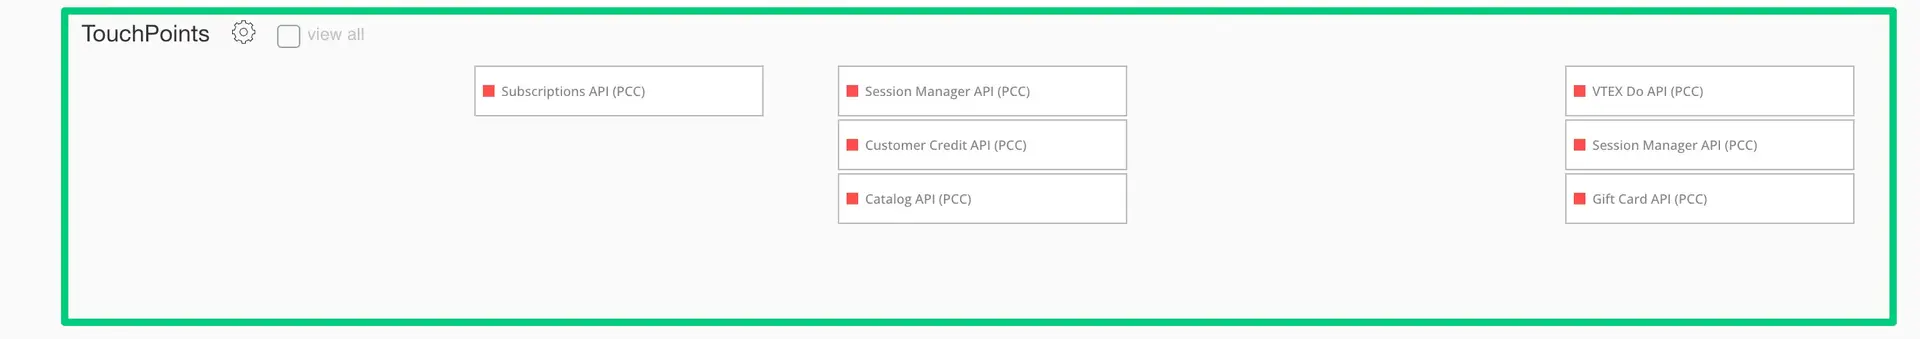 TouchPoints view all
Subscriptions API (PCC)
Session Manager API (PCC)
Customer Credit API (PCC)
Catalog API (PCC)
VTEX Do API (PCC)
Session Manager API (PCC)
Gift Card API (PCC)